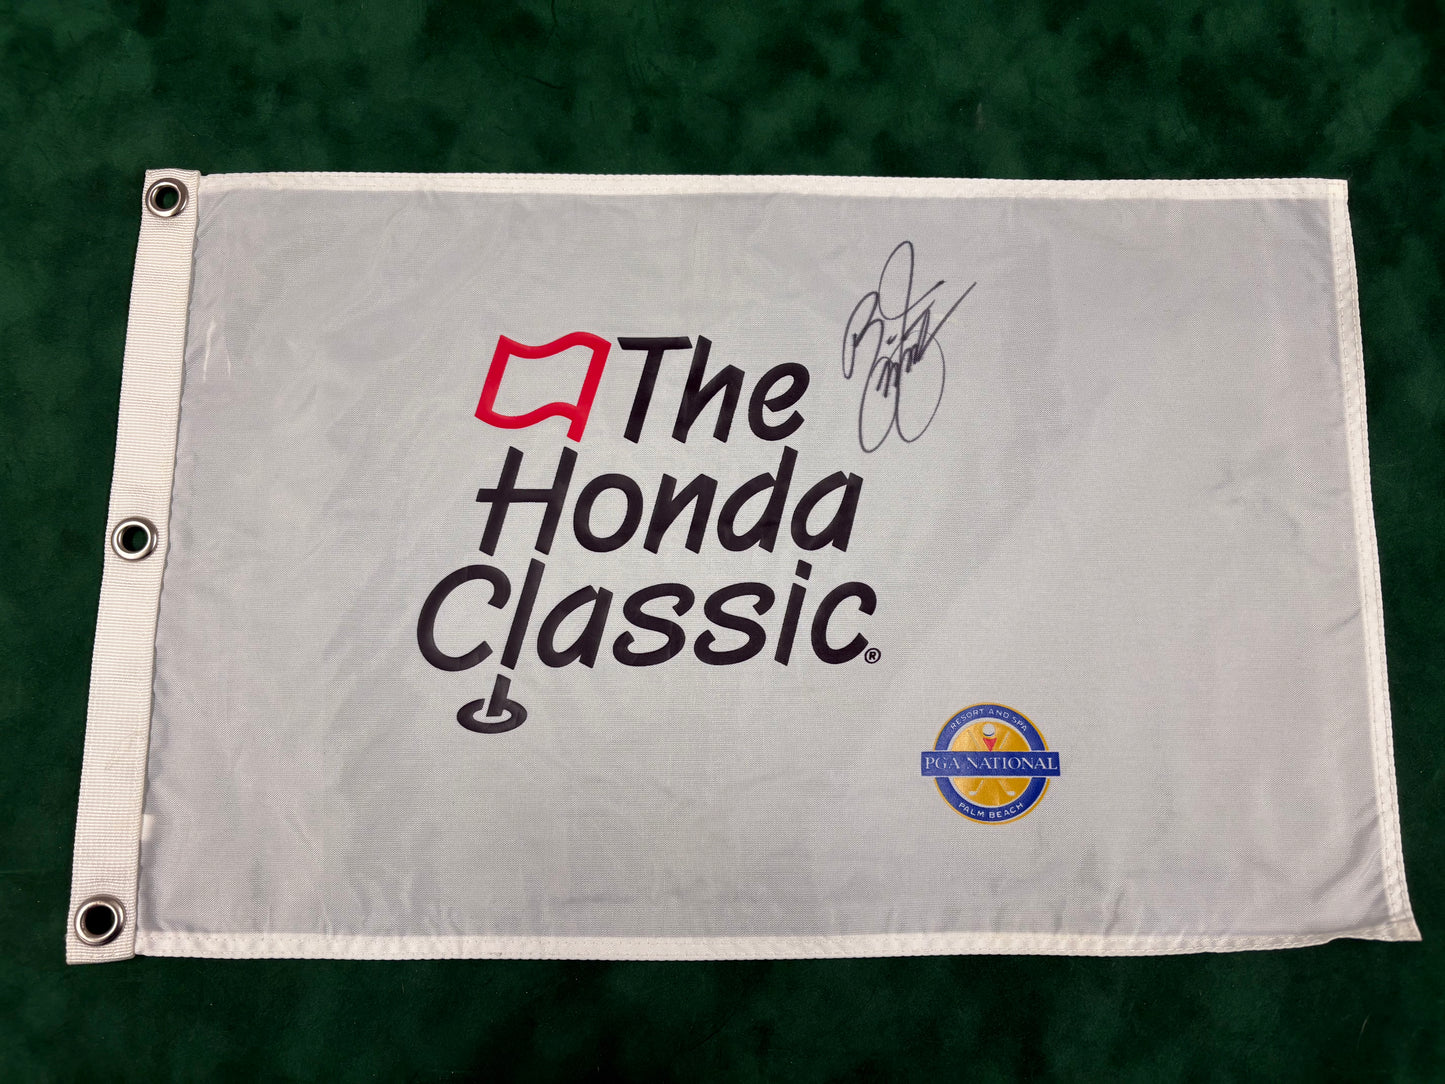 The
Honda
Classic®
RESORT AND SPA
PGA NATIONAL
PALM BEACH